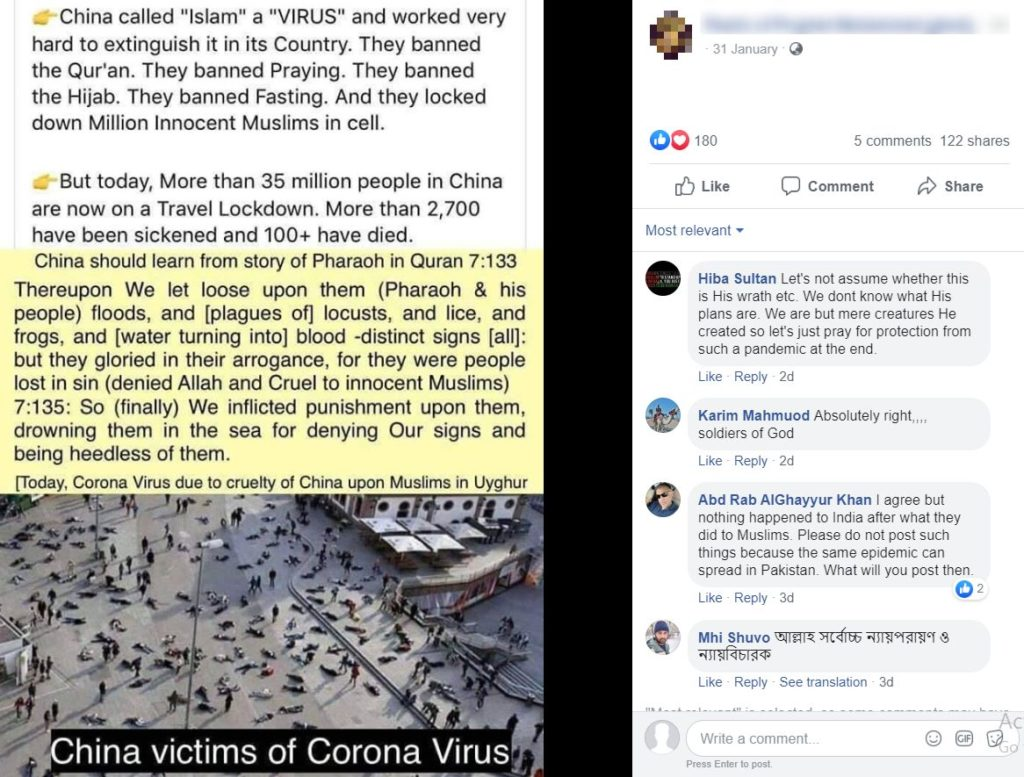 👉China called "Islam" a "VIRUS" and worked very
hard to extinguish it in its Country. They banned
the Qur'an. They banned Praying. They banned
the Hijab. They banned Fasting. And they locked
down Million Innocent Muslims in cell.
👉But today, More than 35 million people in China
are now on a Travel Lockdown. More than 2,700
have been sickened and 100+ have died.
China should learn from story of Pharaoh in Quran 7:133
Thereupon We let loose upon them (Pharaoh & his
people) floods, and [plagues of] locusts, and lice, and
frogs, and [water turning into] blood -distinct signs [all]:
but they gloried in their arrogance, for they were people
lost in sin (denied Allah and Cruel to innocent Muslims)
7:135: So (finally) We inflicted punishment upon them,
drowning them in the sea for denying Our signs and
being heedless of them.
[Today, Corona Virus due to cruelty of China upon Muslims in Uyghur
China victims of Corona Virus
· 31 January ·
180
5 comments 122 shares
Like Comment Share
Most relevant
Hiba Sultan Let's not assume whether this
is His wrath etc. We dont know what His
plans are. We are but mere creatures He
created so let's just pray for protection from
such a pandemic at the end.
Like · Reply · 2d
Karim Mahmuod Absolutely right,,,,
soldiers of God
Like · Reply · 2d
Abd Rab AlGhayyur Khan I agree but
nothing happened to India after what they
did to Muslims. Please do not post such
things because the same epidemic can
spread in Pakistan. What will you post then.
2
Like · Reply · 3d
Mhi Shuvo আল্লাহ সর্বোচ্চ ন্যায়পরায়ণ ও
ন্যায়বিচারক
Like · Reply · See translation · 3d
Write a comment...
GIF
Press Enter to post.